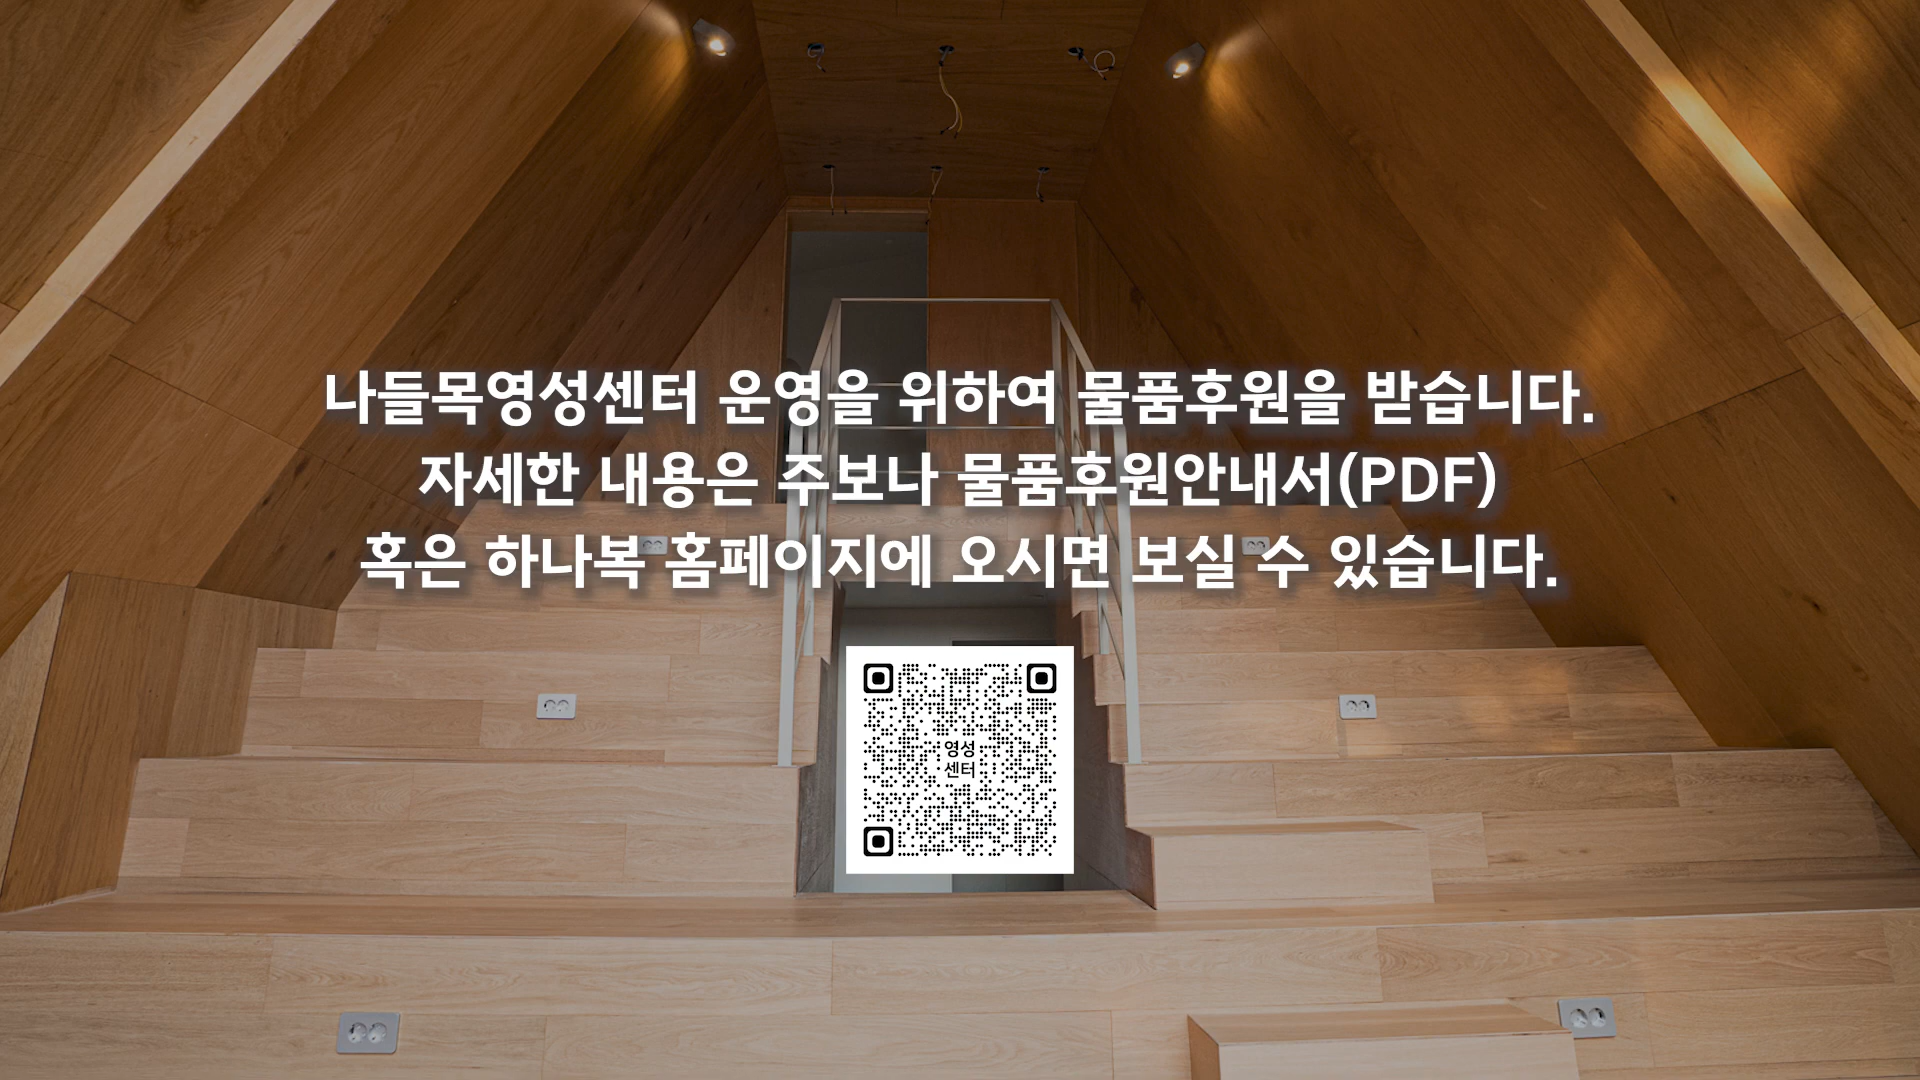 나들목영성센터 운영을 위하여 물품후원을 받습니다.
자세한 내용은 주보나 물품후원안내서(PDF)
혹은 하나복 홈페이지에 오시면 보실 수 있습니다.
영성
센터